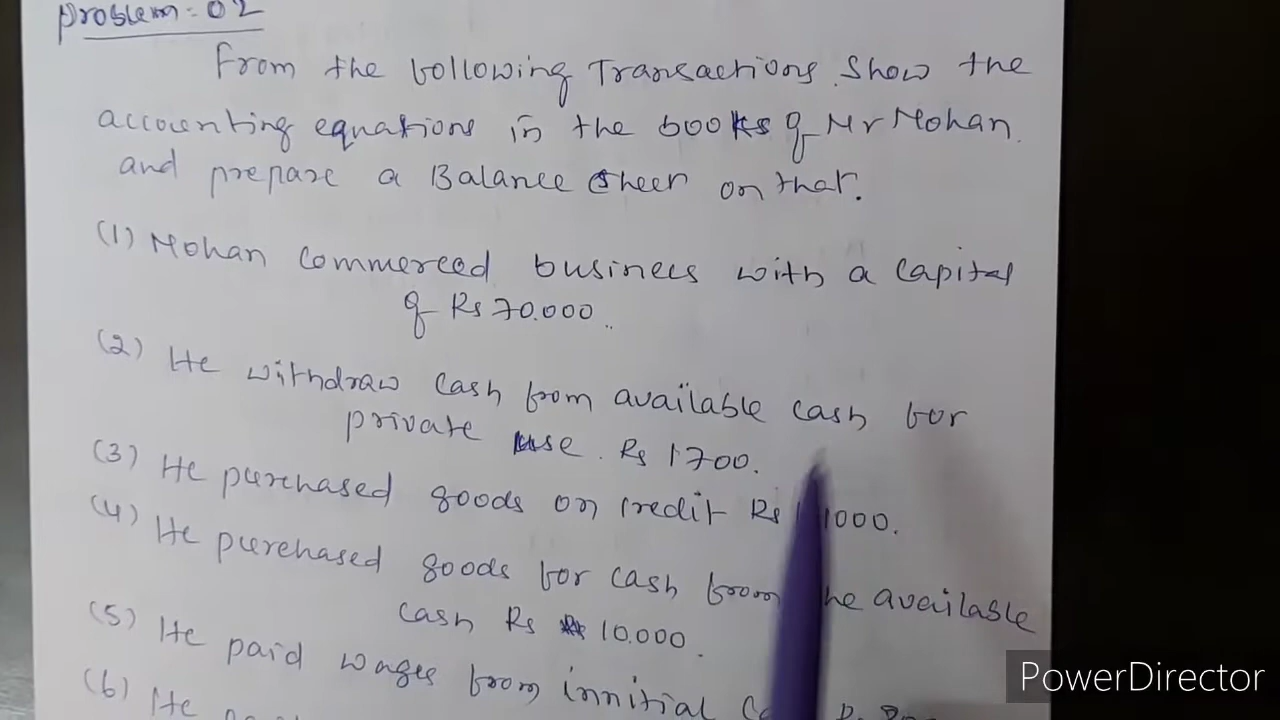 Problem:02
From the following Transactions show the
accounting equations in the books of Mr Mohan
and prepare a Balance Sheet on that.
(1) Mohan commerced business with a capital
of Rs 70.000.
(2) He withdraw cash from available cash for
private use. Rs 1700.
(3) He purchased goods on credit Rs 1000.
(4) He purchased goods for cash from the available
cash Rs 10.000.
(5) He paid wages from innitial
(6) He
PowerDirector